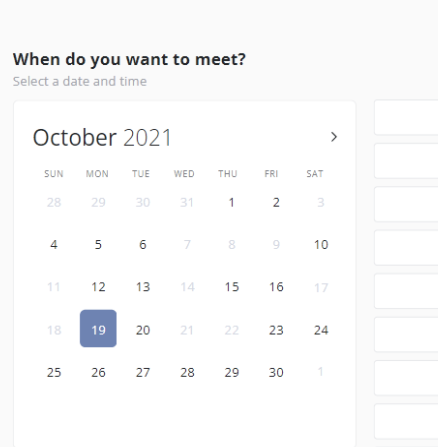 When do you want to meet?
Select a date and time
October 2021
SUN MON TUE WED THU FRI SAT
28 29 30 31 1 2 3
4 5 6 7 8 9 10
11 12 13 14 15 16 17
18 19 20 21 22 23 24
25 26 27 28 29 30 1